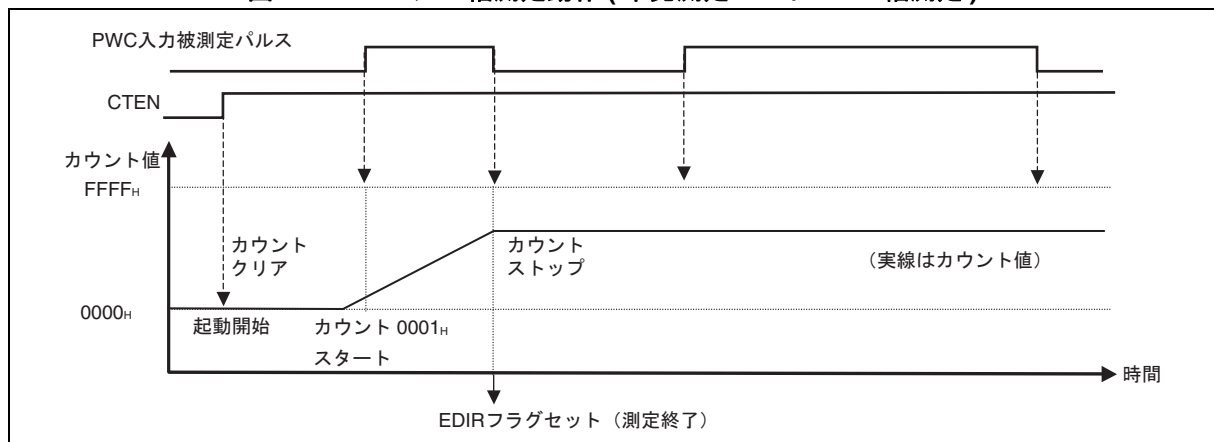 PWC入力被測定パルス
CTEN
カウント値
FFFFH
カウント
クリア
カウント
ストップ
（実線はカウント値）
0000H
起動開始
カウント 0001H
スタート
時間
EDIRフラグセット（測定終了）